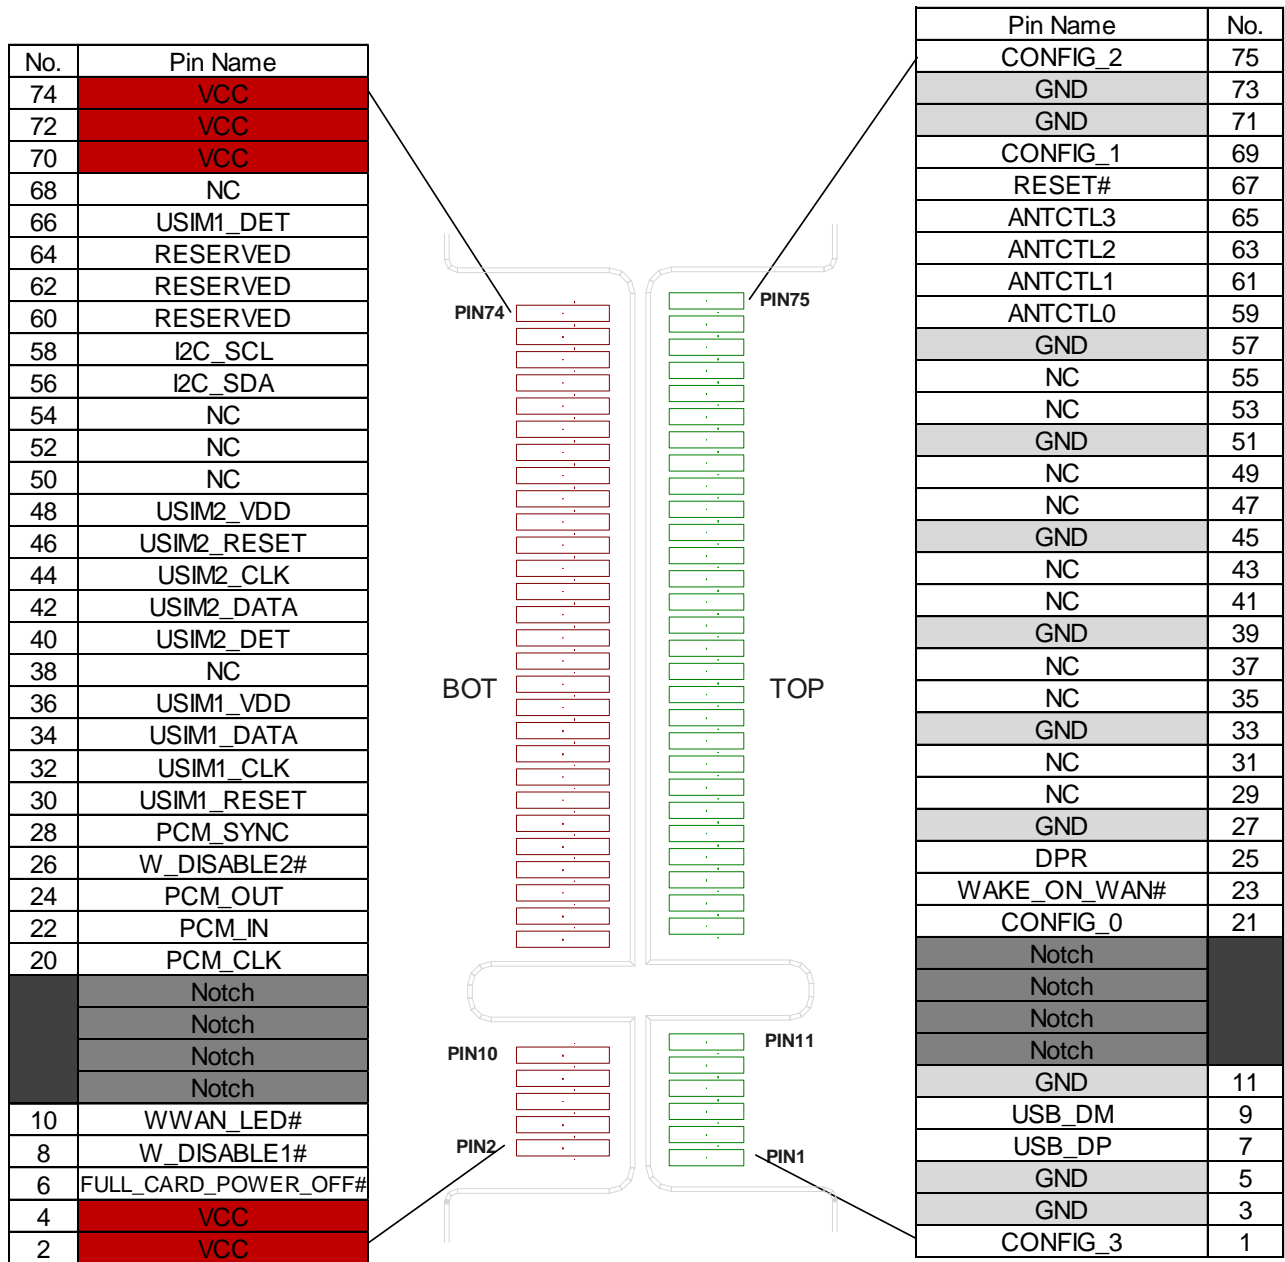 No. Pin Name
74 VCC
72 VCC
70 VCC
68 NC
66 USIM1_DET
64 RESERVED
62 RESERVED
60 RESERVED
58 I2C_SCL
56 I2C_SDA
54 NC
52 NC
50 NC
48 USIM2_VDD
46 USIM2_RESET
44 USIM2_CLK
42 USIM2_DATA
40 USIM2_DET
38 NC
36 USIM1_VDD
34 USIM1_DATA
32 USIM1_CLK
30 USIM1_RESET
28 PCM_SYNC
26 W_DISABLE2#
24 PCM_OUT
22 PCM_IN
20 PCM_CLK
Notch
Notch
Notch
Notch
10 WWAN_LED#
8 W_DISABLE1#
6 FULL_CARD_POWER_OFF#
4 VCC
2 VCC
PIN74
BOT
PIN10
PIN2
PIN75
TOP
PIN11
PIN1
Pin Name No.
CONFIG_2 75
GND 73
GND 71
CONFIG_1 69
RESET# 67
ANTCTL3 65
ANTCTL2 63
ANTCTL1 61
ANTCTL0 59
GND 57
NC 55
NC 53
GND 51
NC 49
NC 47
GND 45
NC 43
NC 41
GND 39
NC 37
NC 35
GND 33
NC 31
NC 29
GND 27
DPR 25
WAKE_ON_WAN# 23
CONFIG_0 21
Notch
Notch
Notch
Notch
GND 11
USB_DM 9
USB_DP 7
GND 5
GND 3
CONFIG_3 1